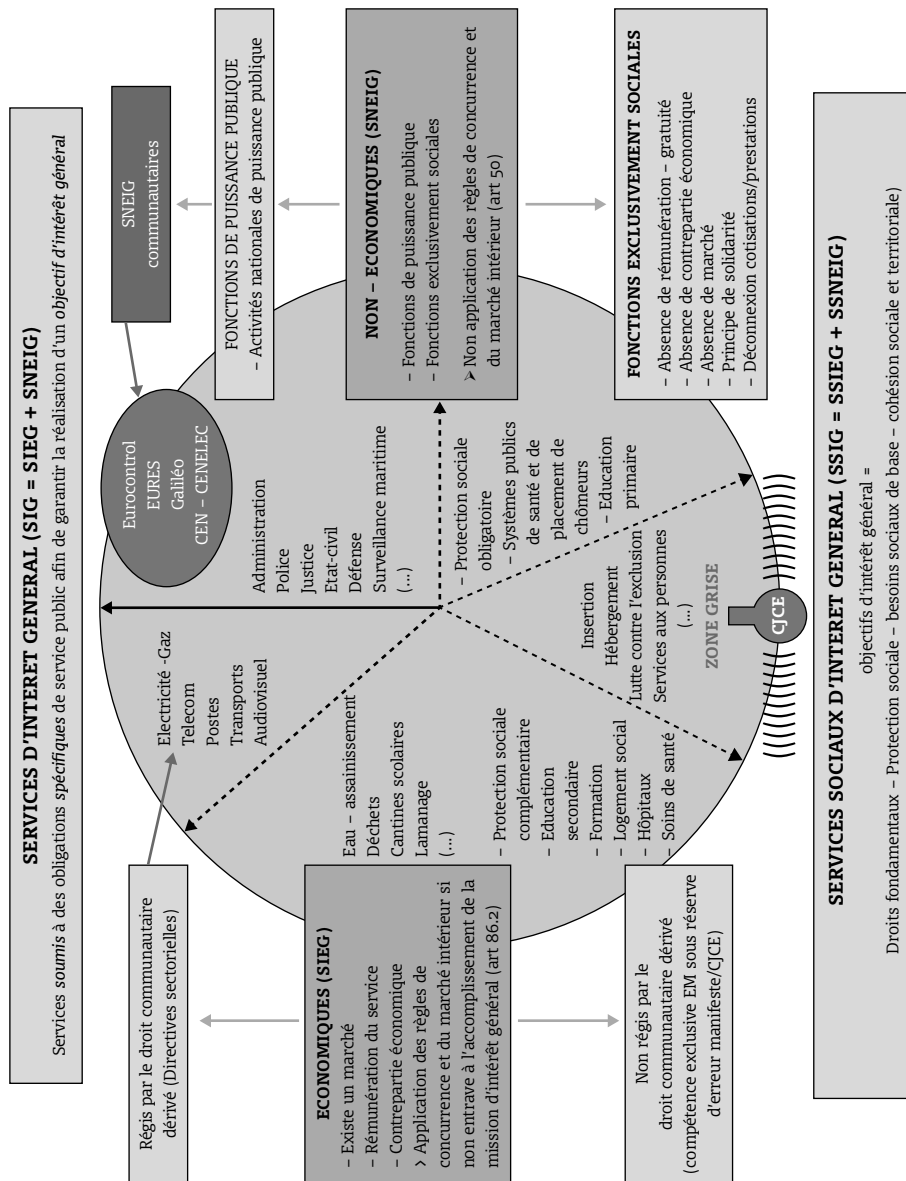 SERVICES D'INTERET GENERAL (SIG = SIEG + SNEIG)
Services soumis à des obligations spécifiques de service public afin de garantir la réalisation d'un objectif d'intérêt général
Régis par le droit communautaire
dérivé (Directives sectorielles)
ECONOMIQUES (SIEG)
– Existe un marché
– Rémunération du service
– Contrepartie économique
> Application des règles de
concurrence et du marché intérieur si
non entrave à l'accomplissement de la
mission d'intérêt général (art 86.2)
Non régis par le
droit communautaire dérivé
(compétence exclusive EM sous réserve
d'erreur manifeste/CJCE)
Electricité -Gaz
Telecom
Postes
Transports
Audiovisuel
Eau – assainissement
Déchets
Cantines scolaires
Lamanage
(...)
– Protection sociale
complémentaire
– Education
secondaire
– Formation
– Logement social
– Hôpitaux
– Soins de santé
Eurocontrol
EURES
Galiléo
CEN – CENELEC
Administration
Police
Justice
Etat-civil
Défense
Surveillance maritime
(...)
– Protection sociale
obligatoire
– Systèmes publics
de santé et de
placement de
chômeurs
– Education
primaire
Insertion
Hébergement
Lutte contre l'exclusion
Services aux personnes
(...)
ZONE GRISE
CJCE
SNEIG
communautaires
FONCTIONS DE PUISSANCE PUBLIQUE
– Activités nationales de puissance publique
NON – ECONOMIQUES (SNEIG)
– Fonctions de puissance publique
– Fonctions exclusivement sociales
➢ Non application des règles de concurrence et
du marché intérieur (art 50)
FONCTIONS EXCLUSIVEMENT SOCIALES
– Absence de rémunération – gratuité
– Absence de contrepartie économique
– Absence de marché
– Principe de solidarité
– Déconnexion cotisations/prestations
SERVICES SOCIAUX D'INTERET GENERAL (SSIG = SSIEG + SSNEIG)
objectifs d'intérêt général =
Droits fondamentaux – Protection sociale – besoins sociaux de base – cohésion sociale et territoriale)